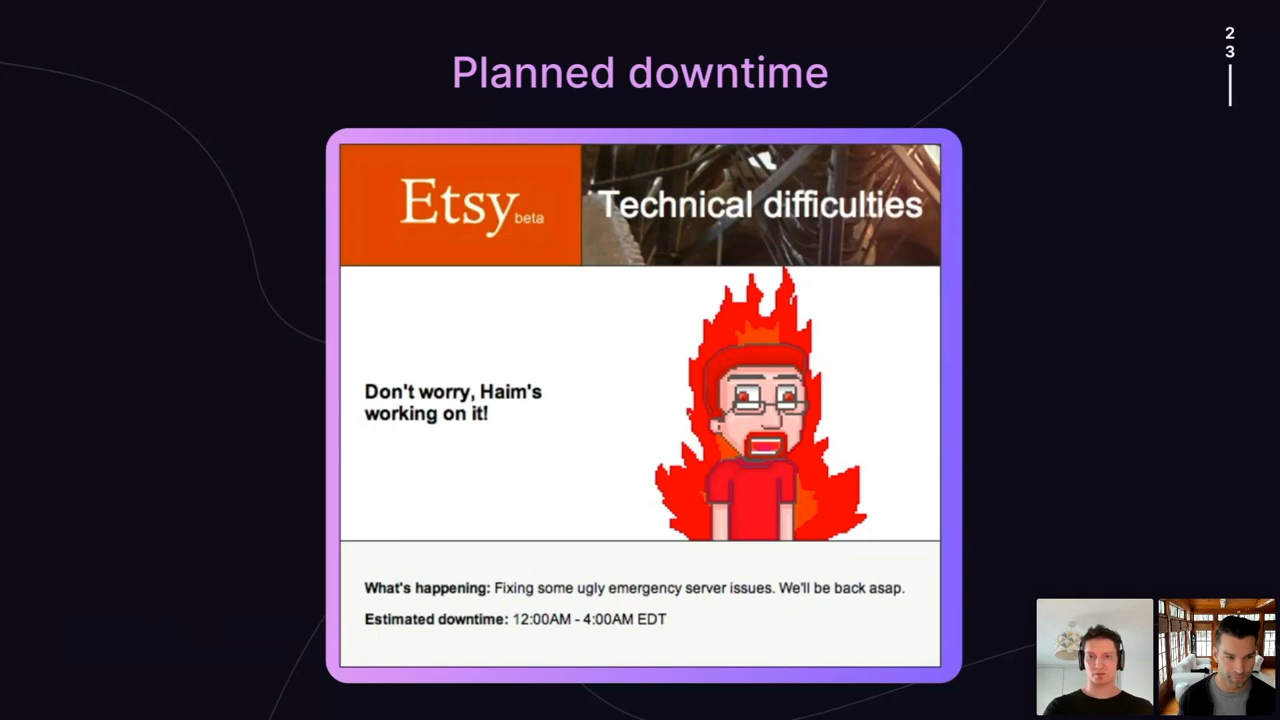 Planned downtime
2
3
Etsy beta
Technical difficulties
Don't worry, Haim's
working on it!
What's happening: Fixing some ugly emergency server issues. We'll be back asap.
Estimated downtime: 12:00AM - 4:00AM EDT